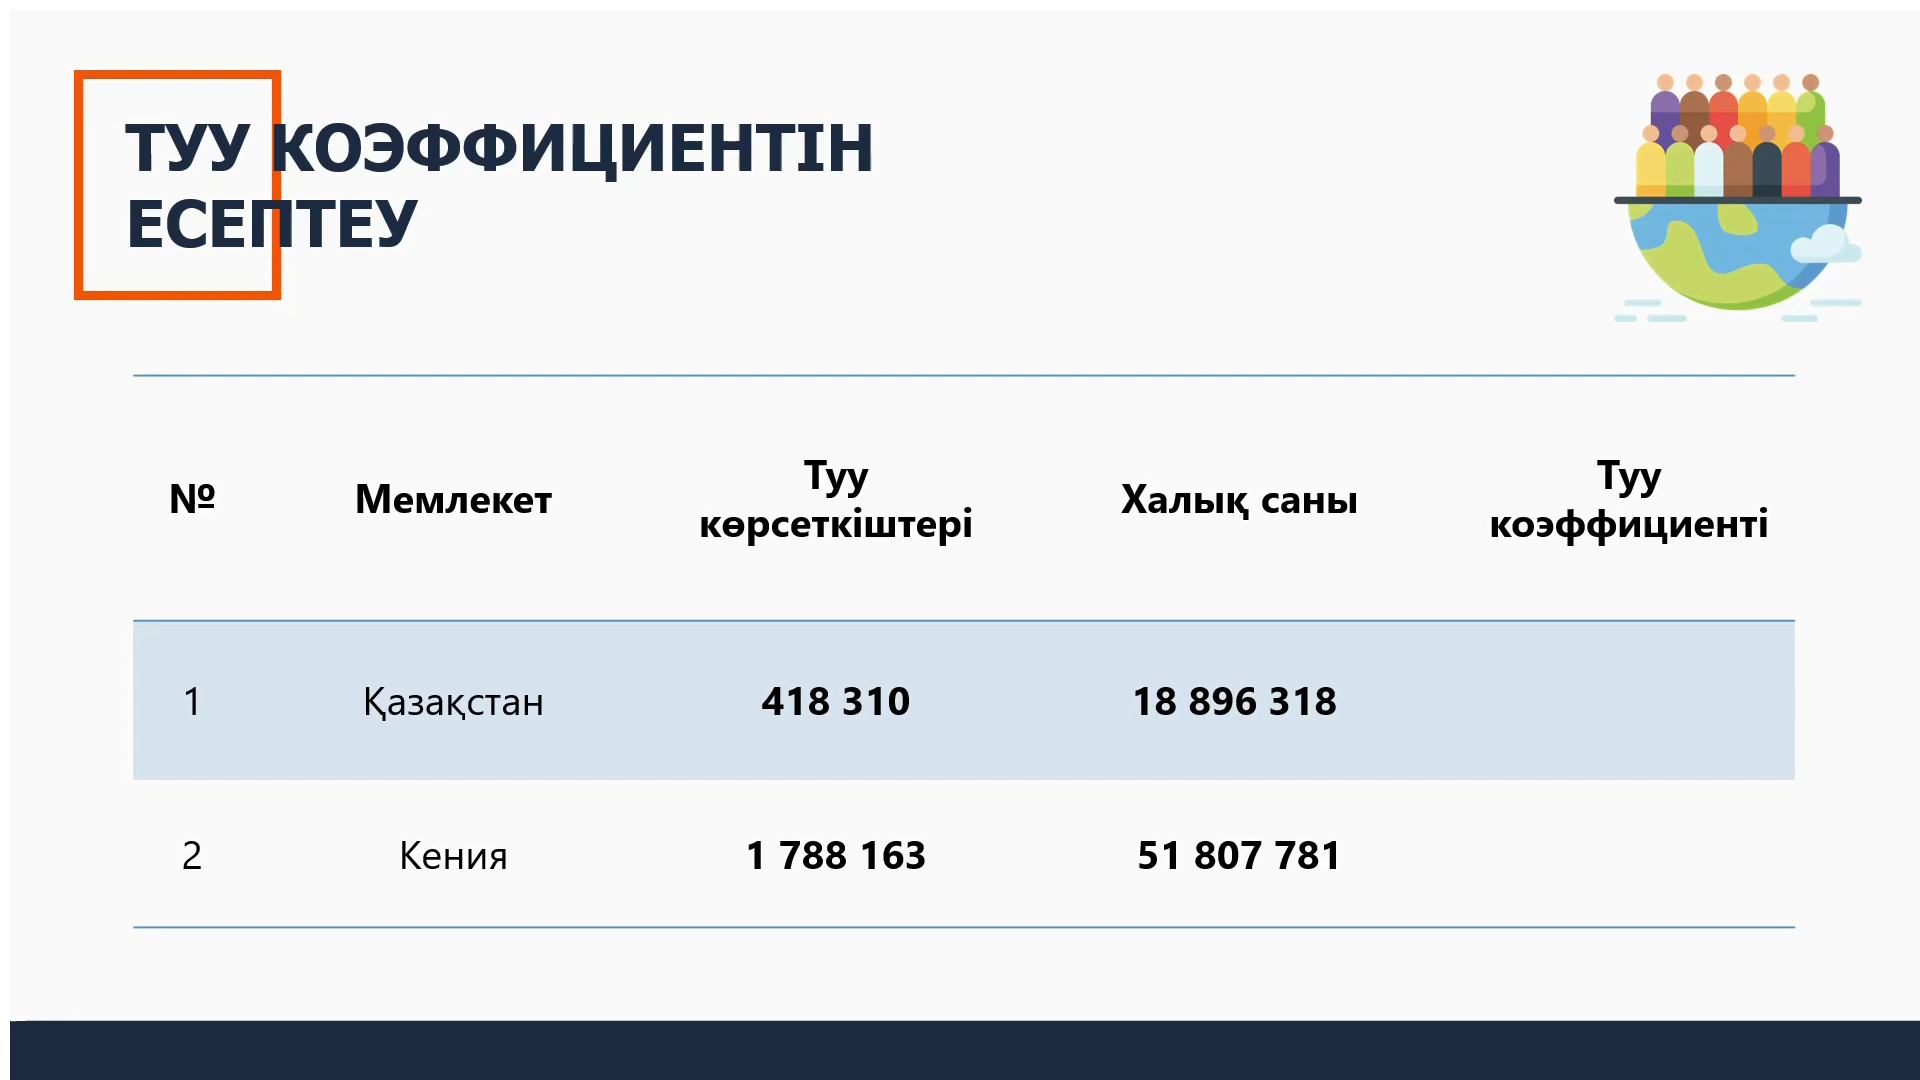 ТУУ КОЭФФИЦИЕНТІН
ЕСЕПТЕУ
№
Мемлекет
Туу
көрсеткіштері
Халық саны
Туу
коэффициенті
1
Қазақстан
418 310
18 896 318
2
Кения
1 788 163
51 807 781